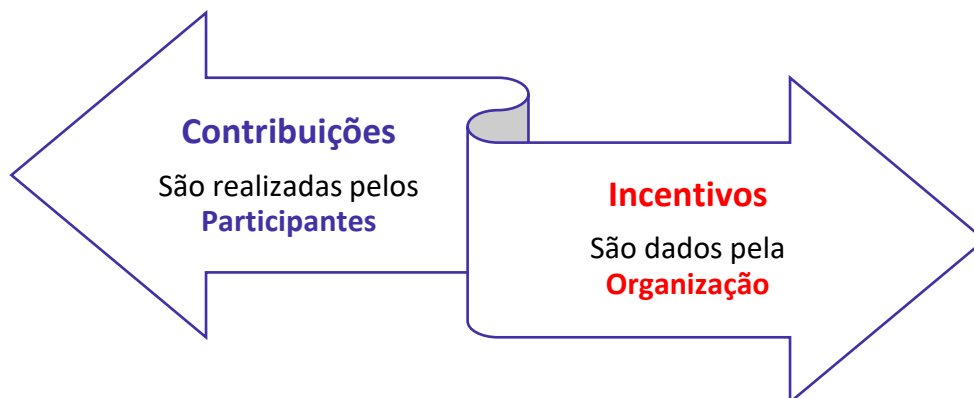 Contribuições
São realizadas pelos
Participantes
Incentivos
São dados pela
Organização